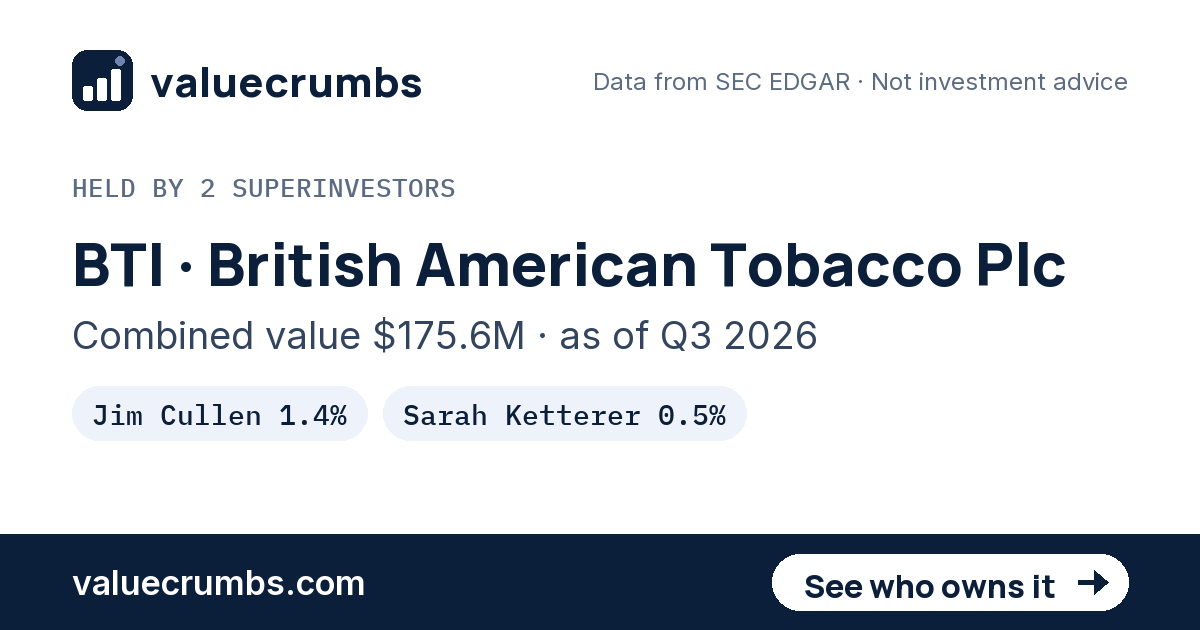 valuecrumbs
Data from SEC EDGAR · Not investment advice
HELD BY 2 SUPERINVESTORS
BTI · British American Tobacco Plc
Combined value $175.6M · as of Q3 2026
Jim Cullen 1.4%
Sarah Ketterer 0.5%
valuecrumbs.com
See who owns it →